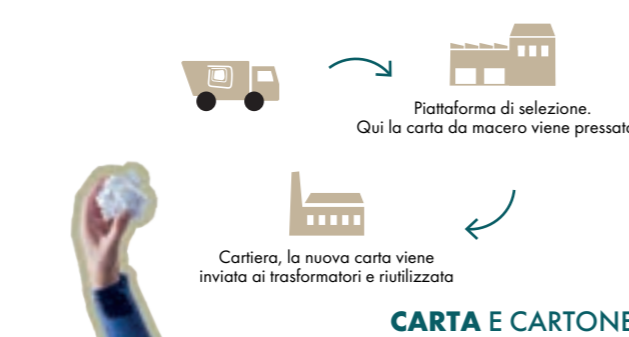 Piattaforma di selezione.
Qui la carta da macero viene pressata
Cartiera, la nuova carta viene
inviata ai trasformatori e riutilizzata
CARTA E CARTONE